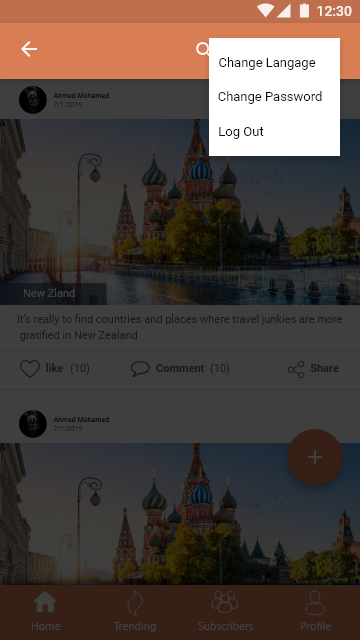 12:30
Change Langage
Change Password
Log Out
Ahmed Mohamed
7/1/2019
New Zland
It's really to find countries and places where travel junkies are more
gratified in New Zealand
like (10) Comment (10) Share
Ahmed Mohamed
7/1/2019
Home Trending Subscribers Profile